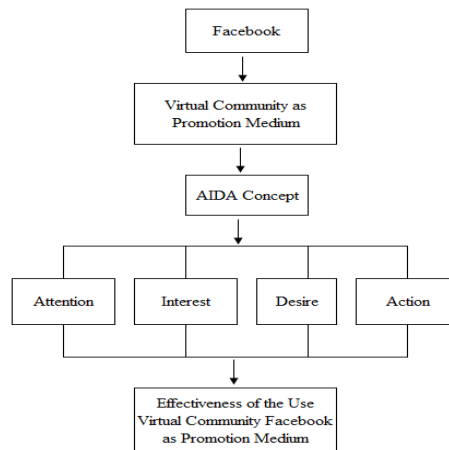 Facebook
Virtual Community as
Promotion Medium
AIDA Concept
Attention
Interest
Desire
Action
Effectiveness of the Use
Virtual Community Facebook
as Promotion Medium